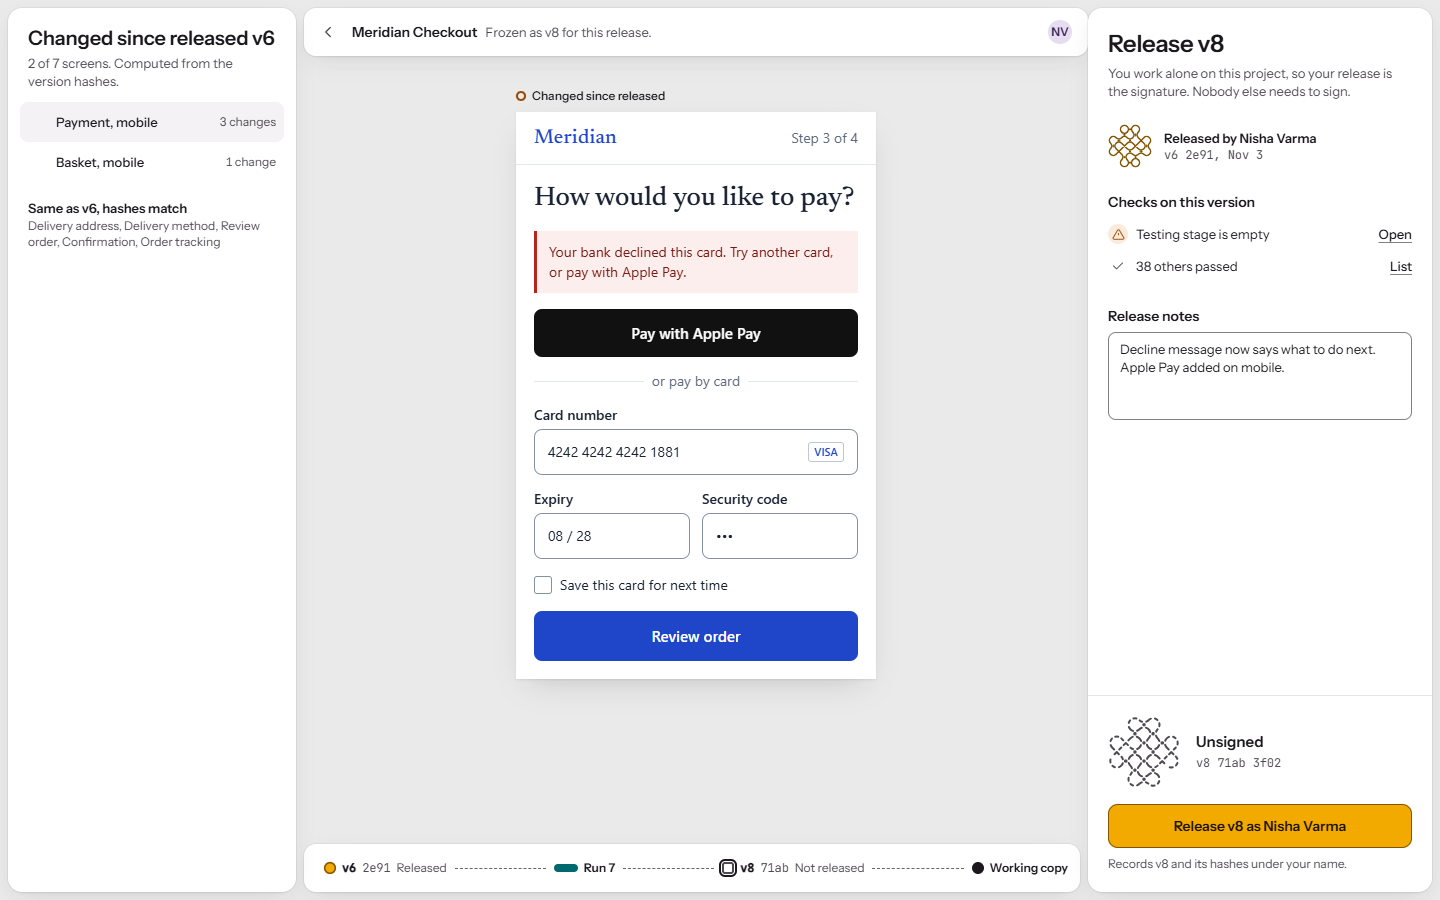 Changed since released v6
2 of 7 screens. Computed from the
version hashes.
Payment, mobile 3 changes
Basket, mobile 1 change
Same as v6, hashes match
Delivery address, Delivery method, Review
order, Confirmation, Order tracking
Meridian Checkout Frozen as v8 for this release.
NV
Changed since released
Meridian Step 3 of 4
How would you like to pay?
Your bank declined this card. Try another card,
or pay with Apple Pay.
Pay with Apple Pay
or pay by card
Card number
4242 4242 4242 1881 VISA
Expiry Security code
08 / 28 •••
Save this card for next time
Review order
v6 2e91 Released Run 7 v8 71ab Not released Working copy
Release v8
You work alone on this project, so your release is
the signature. Nobody else needs to sign.
Released by Nisha Varma
v6 2e91, Nov 3
Checks on this version
Testing stage is empty Open
38 others passed List
Release notes
Decline message now says what to do next.
Apple Pay added on mobile.
Unsigned
v8 71ab 3f02
Release v8 as Nisha Varma
Records v8 and its hashes under your name.